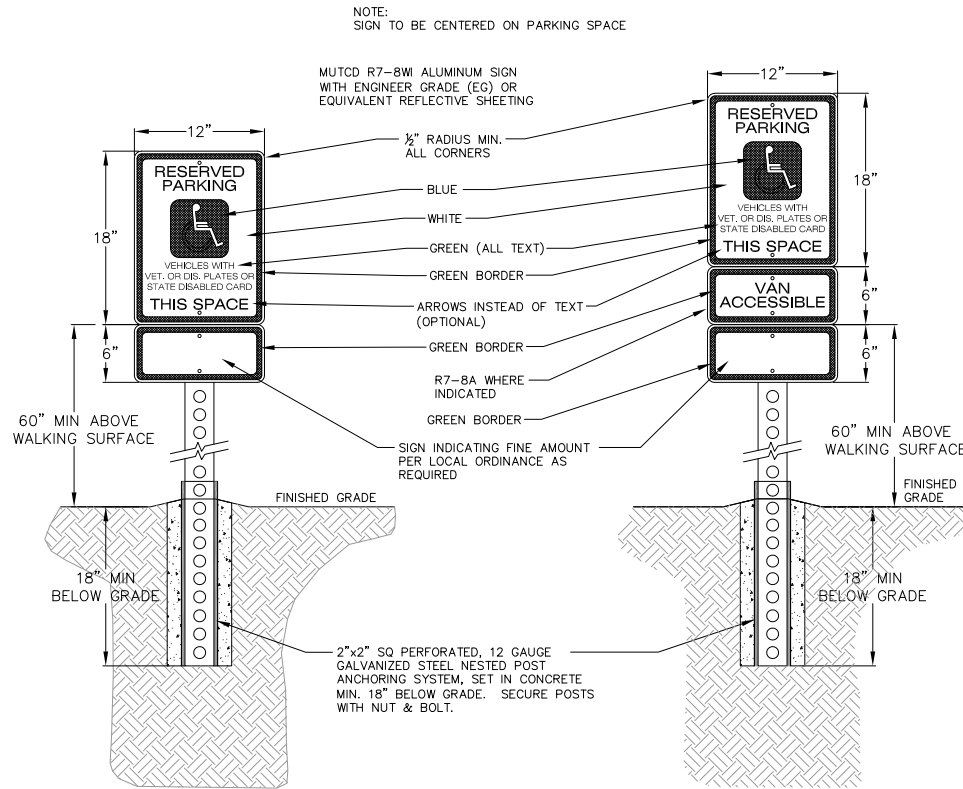 NOTE:
SIGN TO BE CENTERED ON PARKING SPACE
MUTCD R7-8WI ALUMINUM SIGN
WITH ENGINEER GRADE (EG) OR
EQUIVALENT REFLECTIVE SHEETING
12"
RESERVED
PARKING
VEHICLES WITH
VET. OR DIS. PLATES OR
STATE DISABLED CARD
THIS SPACE
18"
6"
60" MIN ABOVE
WALKING SURFACE
FINISHED GRADE
18" MIN
BELOW GRADE
½" RADIUS MIN.
ALL CORNERS
BLUE
WHITE
GREEN (ALL TEXT)
GREEN BORDER
ARROWS INSTEAD OF TEXT
(OPTIONAL)
GREEN BORDER
R7-8A WHERE
INDICATED
GREEN BORDER
SIGN INDICATING FINE AMOUNT
PER LOCAL ORDINANCE AS
REQUIRED
2"x2" SQ PERFORATED, 12 GAUGE
GALVANIZED STEEL NESTED POST
ANCHORING SYSTEM, SET IN CONCRETE
MIN. 18" BELOW GRADE. SECURE POSTS
WITH NUT & BOLT.
12"
RESERVED
PARKING
VEHICLES WITH
VET. OR DIS. PLATES OR
STATE DISABLED CARD
THIS SPACE
18"
VAN
ACCESSIBLE
6"
6"
60" MIN ABOVE
WALKING SURFACE
FINISHED
GRADE
18" MIN
BELOW GRADE